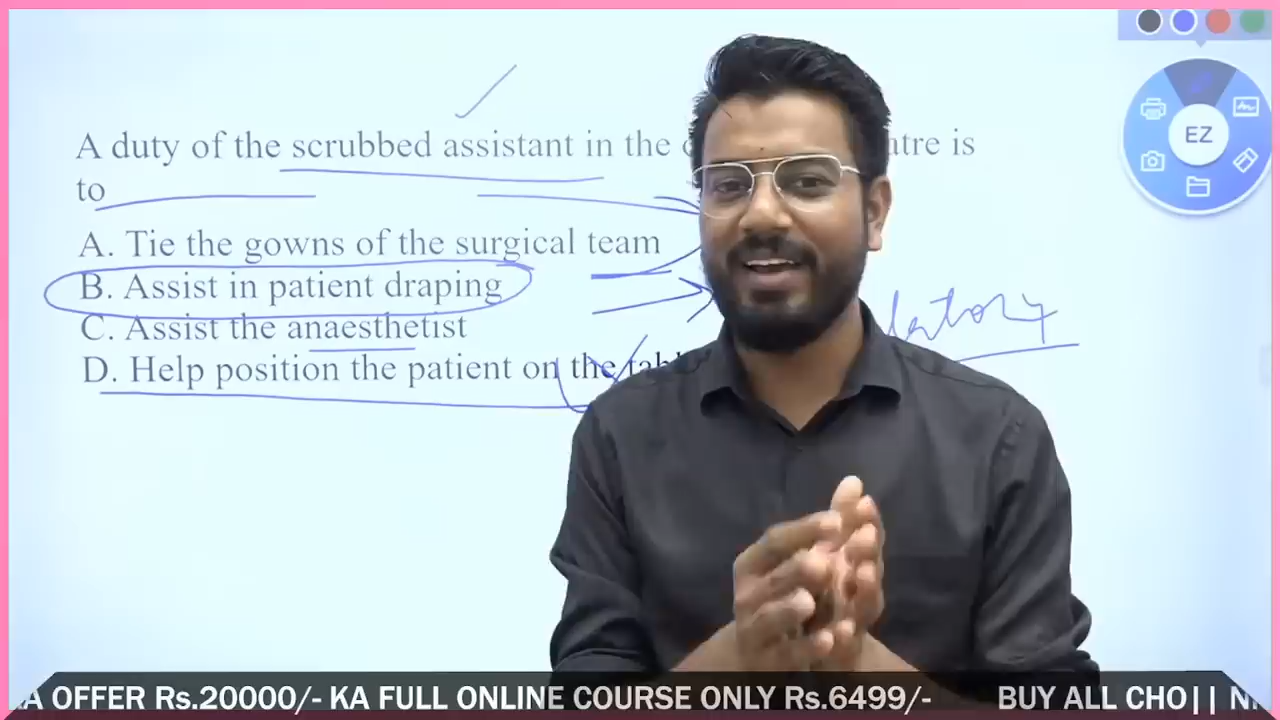 EZ
A duty of the scrubbed assistant in the
tre is
to
A. Tie the gowns of the surgical team
B. Assist in patient draping
C. Assist the anaesthetist
D. Help position the patient on the
A OFFER Rs.20000/- KA FULL ONLINE COURSE ONLY Rs.6499/- BUY ALL CHO||